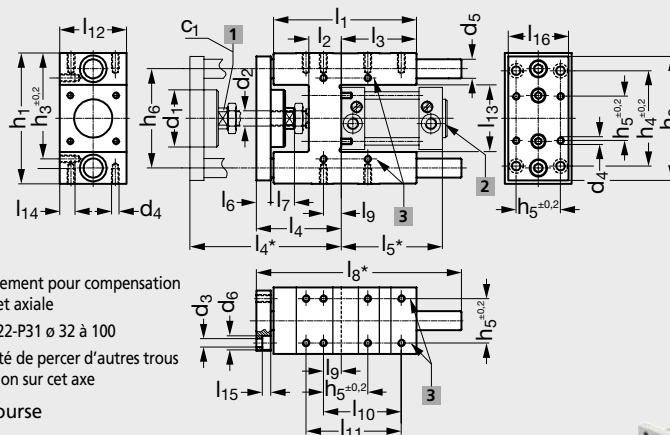 l12
c1
1
l1
l2
l3
d5
l16
h1
h3±0,2
h6
d1
d2
l13
h5±0,2
h4±0,2
2
d4
l14
d4
l6
l7
l9
3
l4
l4*
l5*
h5±0,2
l8*
ement pour compensation
et axiale
22-P31 ø 32 à 100
té de percer d'autres trous
on sur cet axe
ourse
d3
d6
h5±0,2
l15
l9
h5±0,2
l10
l11
3